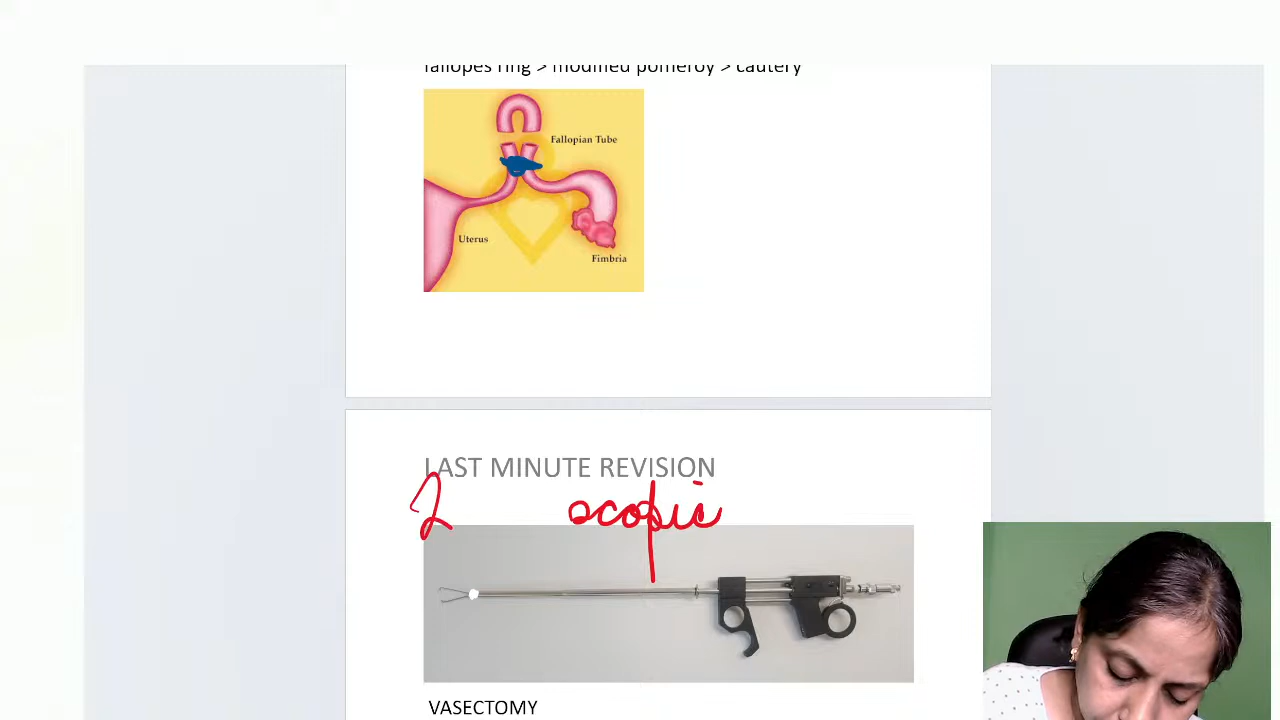 fallopes ring > modified pomeroy > cautery
Fallopian Tube
Uterus
Fimbria
LAST MINUTE REVISION
scopic
VASECTOMY